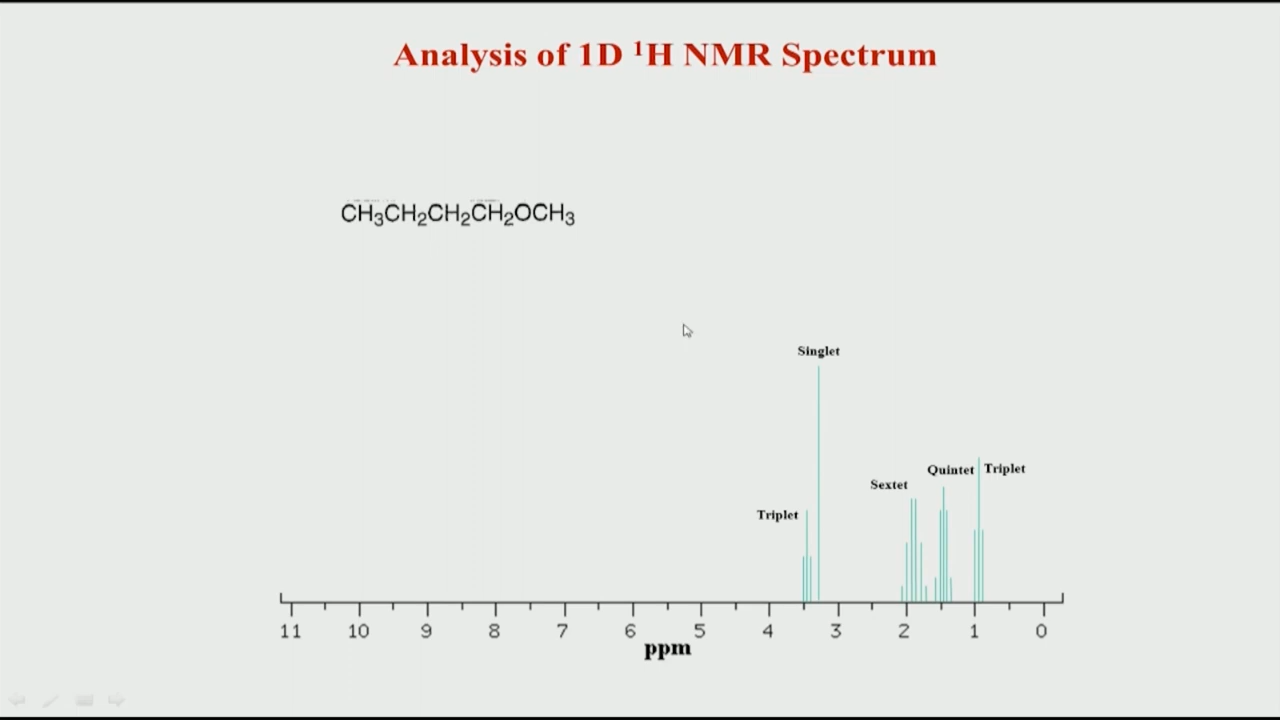 Analysis of 1D ¹H NMR Spectrum
CH₃CH₂CH₂CH₂OCH₃
Singlet
Quintet Triplet
Sextet
Triplet
11 10 9 8 7 6 5 4 3 2 1 0
ppm